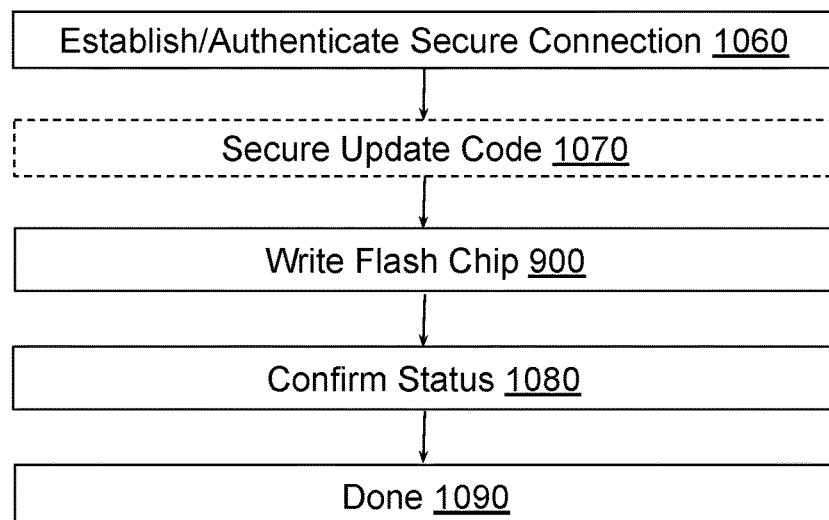 Establish/Authenticate Secure Connection 1060
Secure Update Code 1070
Write Flash Chip 900
Confirm Status 1080
Done 1090